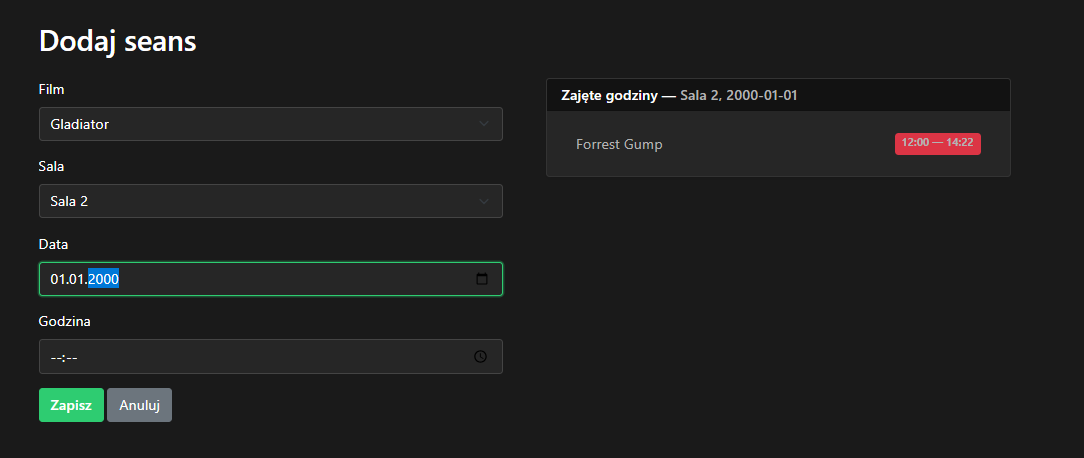 Dodaj seans
Film
Gladiator
Sala
Sala 2
Data
01.01.2000
Godzina
--:--
Zapisz Anuluj
Zajęte godziny — Sala 2, 2000-01-01
Forrest Gump 12:00 — 14:22